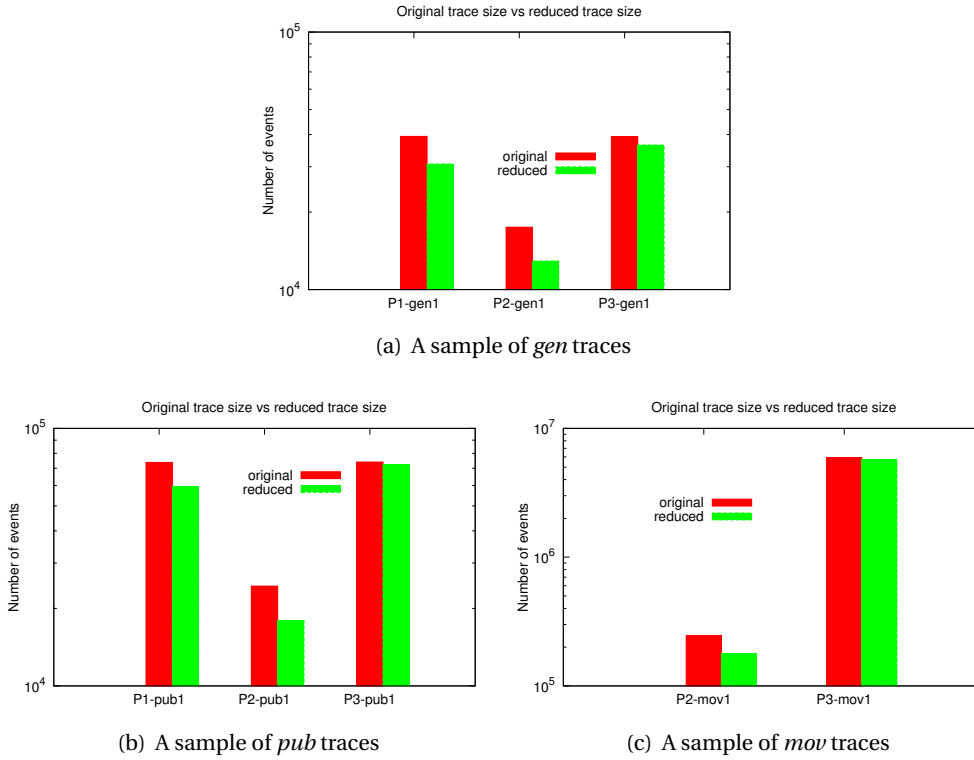 Original trace size vs reduced trace size
10^5
Number of events
original
reduced
10^4
P1-gen1 P2-gen1 P3-gen1
(a) A sample of gen traces
Original trace size vs reduced trace size
10^5
Number of events
original
reduced
10^4
P1-pub1 P2-pub1 P3-pub1
(b) A sample of pub traces
Original trace size vs reduced trace size
10^7
Number of events
original
reduced
10^6
10^5
P2-mov1 P3-mov1
(c) A sample of mov traces